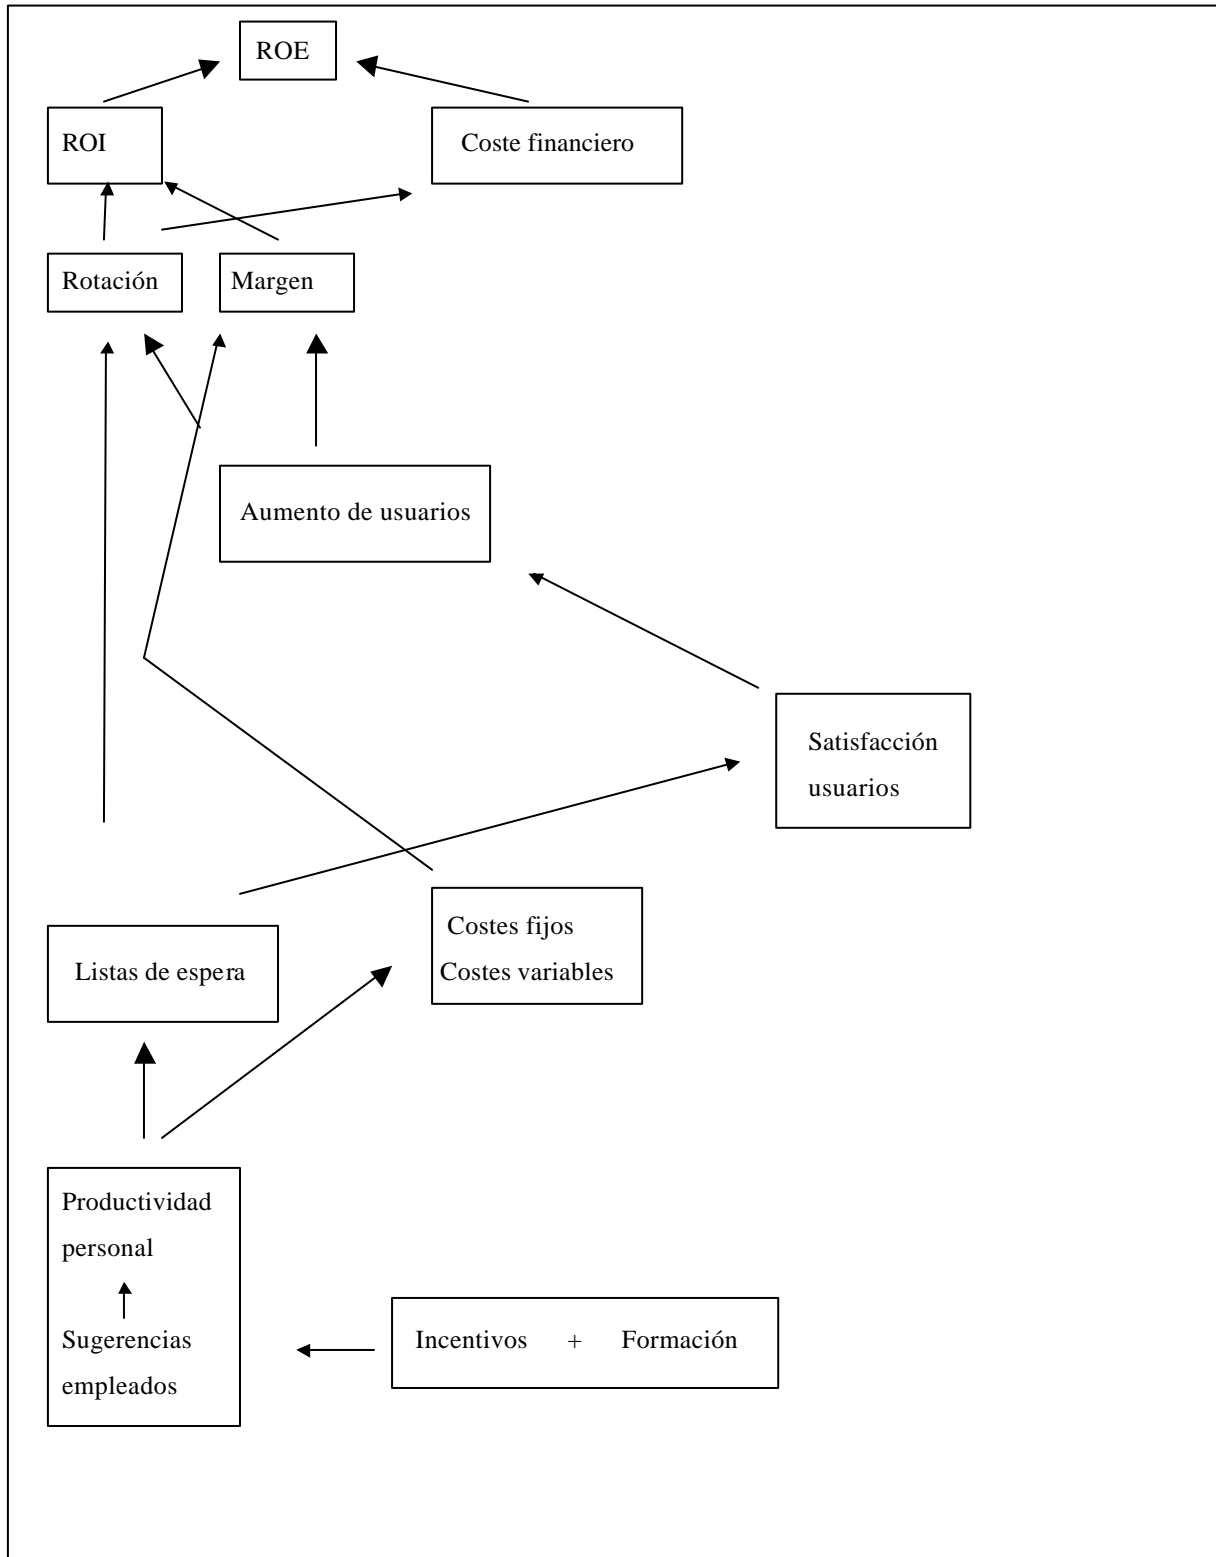 ROE
ROI
Coste financiero
Rotación
Margen
Aumento de usuarios
Satisfacción
usuarios
Costes fijos
Costes variables
Listas de espera
Productividad
personal
Sugerencias
empleados
Incentivos + Formación